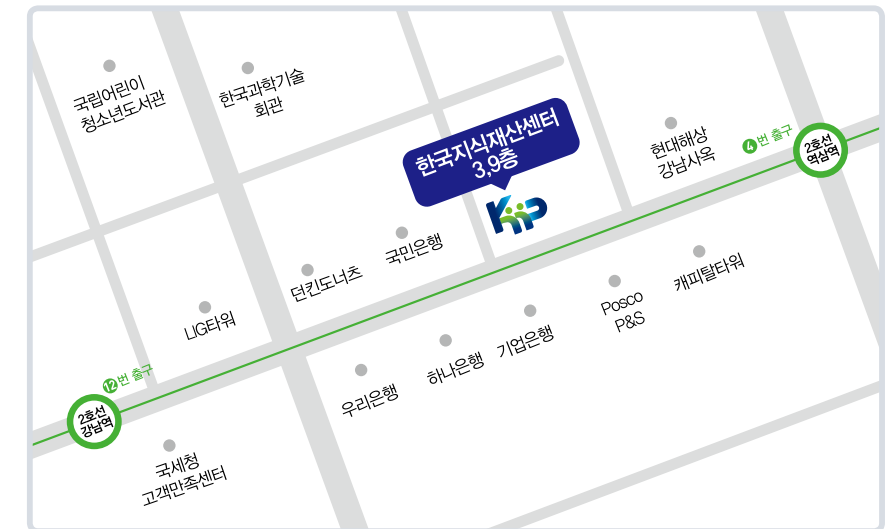 국립어린이
청소년도서관
한국과학기술
회관
한국지식재산센터
3,9층
KIIP
현대해상
강남사옥
4번 출구
2호선
역삼역
국민은행
던킨도너츠
LIG타워
캐피탈타워
Posco
P&S
기업은행
하나은행
우리은행
12번 출구
2호선
강남역
국세청
고객만족센터